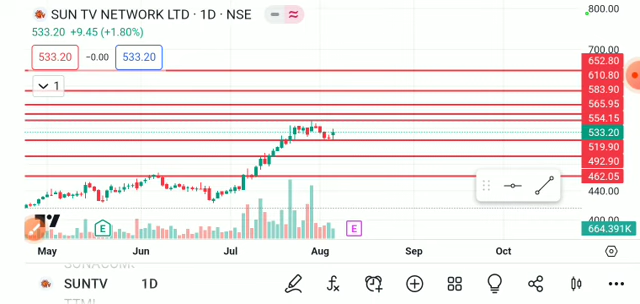 SUN TV NETWORK LTD · 1D · NSE
800.00
533.20 +9.45 (+1.80%)
700.00
533.20 −0.00 533.20
652.80
610.80
1
583.90
565.95
554.15
533.20
519.90
492.90
462.05
440.00
400.00
E E
664.391K
May Jun Jul Aug Sep Oct
SUNTV 1D